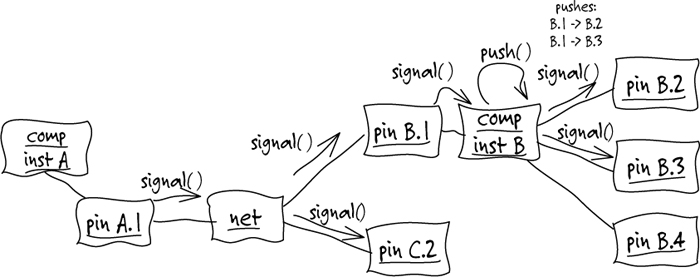 pushes:
B.1 -> B.2
B.1 -> B.3
push()
signal()
signal()
pin B.2
comp
inst B
pin B.1
signal()
signal()
pin B.3
comp
inst A
signal()
pin A.1
net
signal()
pin C.2
pin B.4